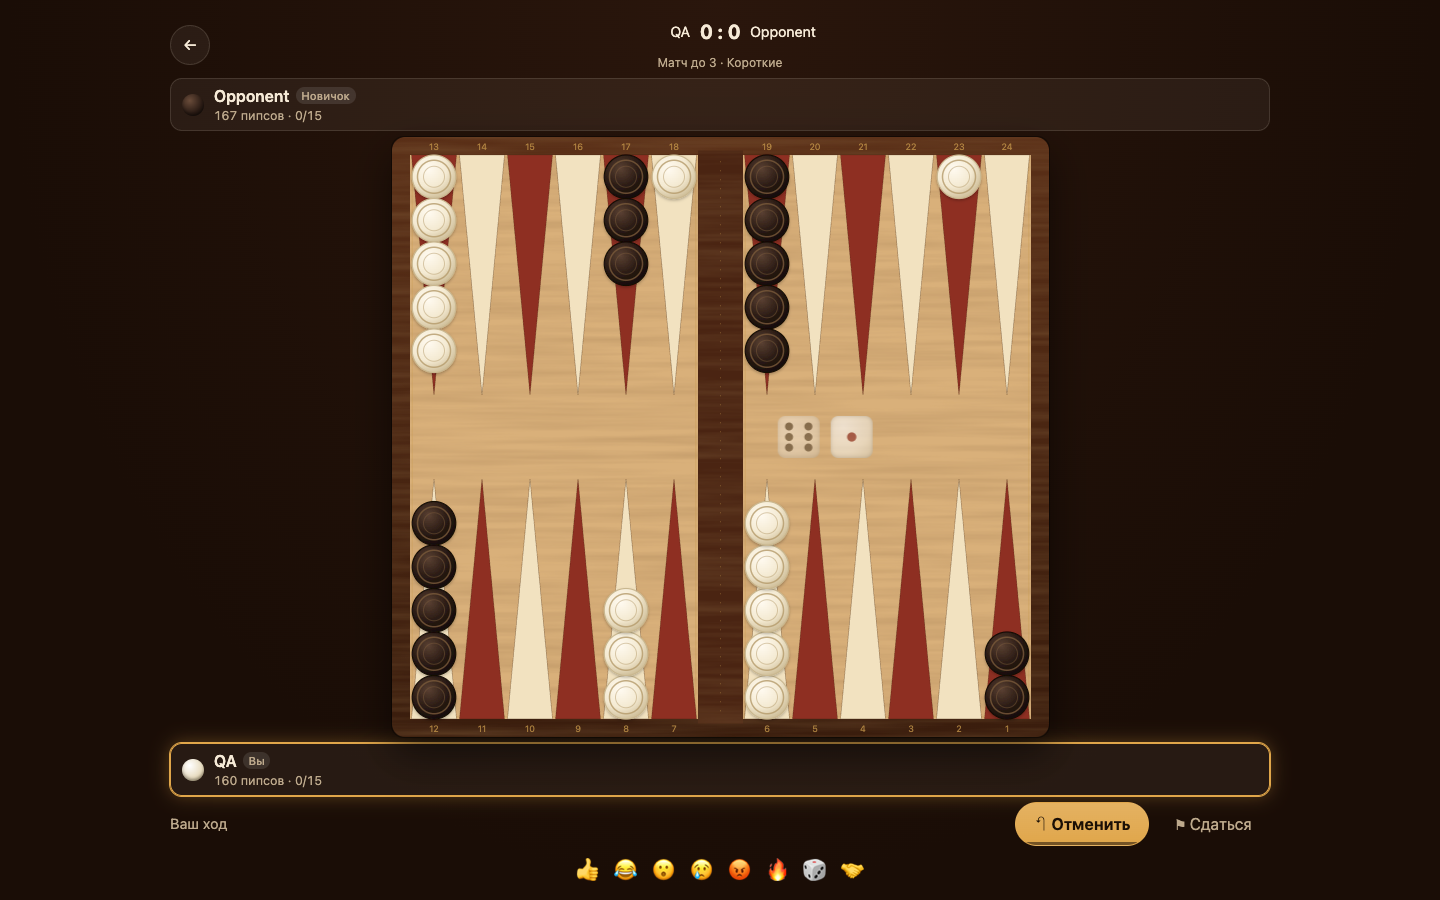 QA 0 : 0 Opponent
Матч до 3 · Короткие
Opponent Новичок
167 пипсов · 0/15
13 14 15 16 17 18 19 20 21 22 23 24
12 11 10 9 8 7 6 5 4 3 2 1
QA Вы
160 пипсов · 0/15
Ваш ход
Отменить
Сдаться